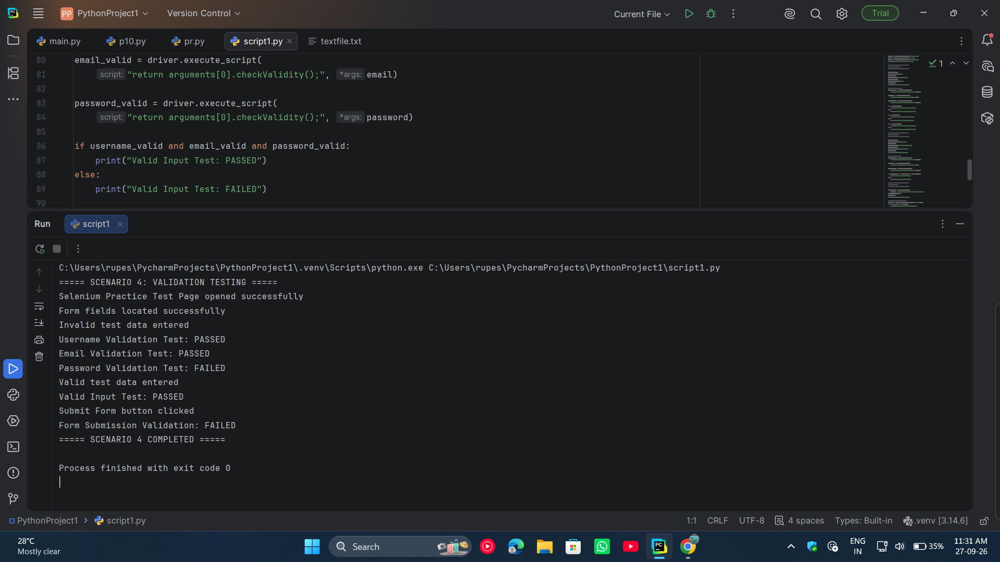 PC
PP PythonProject1
Version Control
Current File
Trial
main.py
p10.py
pr.py
script1.py
textfile.txt
80 email_valid = driver.execute_script(
81 script: "return arguments[0].checkValidity();", *args: email)
82
83 password_valid = driver.execute_script(
84 script: "return arguments[0].checkValidity();", *args: password)
85
86 if username_valid and email_valid and password_valid:
87 print("Valid Input Test: PASSED")
88 else:
89 print("Valid Input Test: FAILED")
90
1
Run script1
C:\Users\rupes\PycharmProjects\PythonProject1\.venv\Scripts\python.exe C:\Users\rupes\PycharmProjects\PythonProject1\script1.py
===== SCENARIO 4: VALIDATION TESTING =====
Selenium Practice Test Page opened successfully
Form fields located successfully
Invalid test data entered
Username Validation Test: PASSED
Email Validation Test: PASSED
Password Validation Test: FAILED
Valid test data entered
Valid Input Test: PASSED
Submit Form button clicked
Form Submission Validation: FAILED
===== SCENARIO 4 COMPLETED =====
Process finished with exit code 0
PythonProject1 > script1.py
1:1 CRLF UTF-8 4 spaces Types: Built-in .venv [3.14.6]
28°C
Mostly clear
Search
PC
ENG
IN
35%
11:31 AM
27-09-26